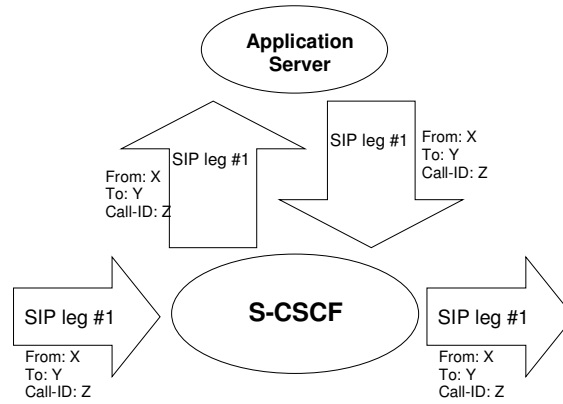 Application
Server
SIP leg #1
From: X
To: Y
Call-ID: Z
SIP leg #1
From: X
To: Y
Call-ID: Z
SIP leg #1
From: X
To: Y
Call-ID: Z
S-CSCF
SIP leg #1
From: X
To: Y
Call-ID: Z